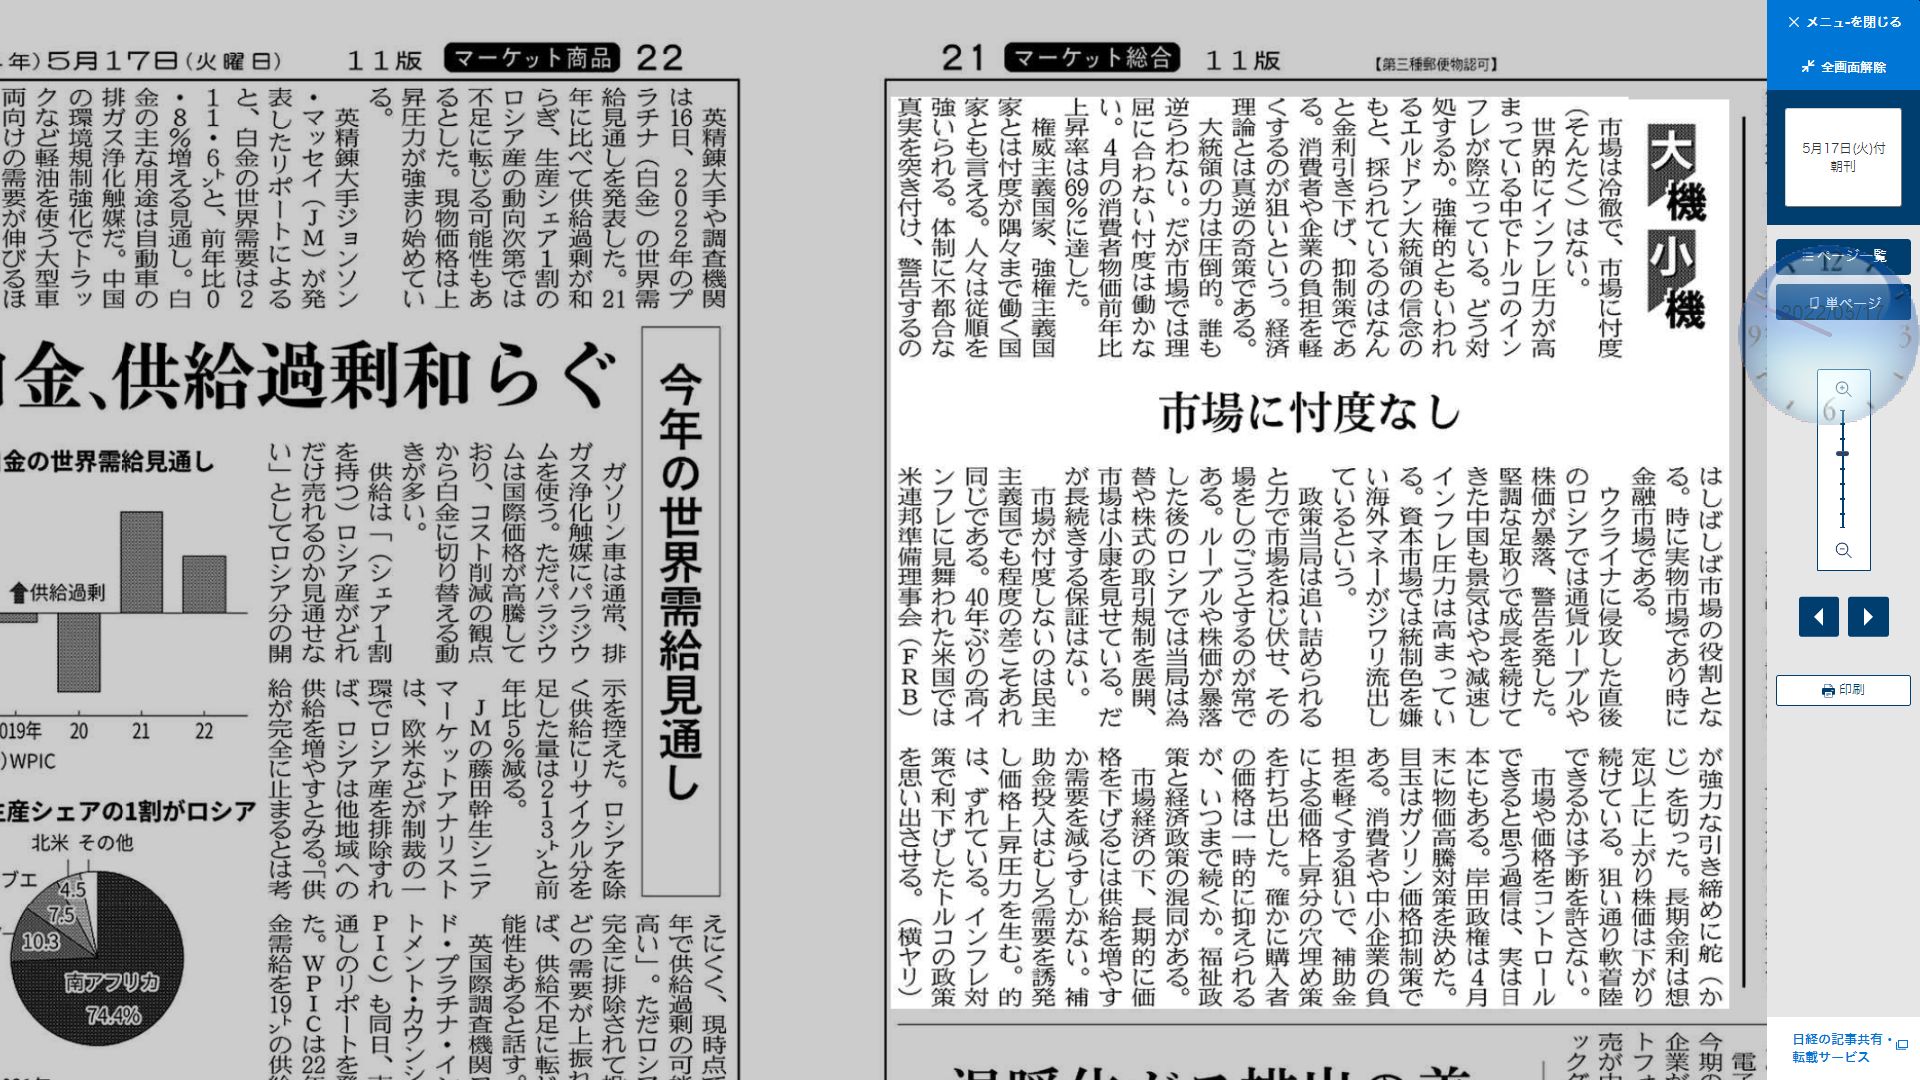 年)5月17日(火曜日)
11版
マーケット商品
22
21
マーケット総合
11版
【第三種郵便物認可】
英精錬大手や調査機関
は16日、2022年のプ
ラチナ(白金)の世界需
給見通しを発表した。21
年に比べて供給過剰が和
らぎ、生産シェア1割の
ロシア産の動向次第では
不足に転じる可能性もあ
るとした。現物価格は上
昇圧力が強まり始めてい
る。
英精錬大手ジョンソン
・マッセイ(JM)が発
表したリポートによる
と、白金の世界需要は2
11・6㌧と、前年比0
・8%増える見通し。白
金の主な用途は自動車の
排ガス浄化触媒だ。中国
の環境規制強化でトラッ
クなど軽油を使う大型車
両向けの需要が伸びるほ
金、供給過剰和らぐ
今年の世界需給見通し
金の世界需給見通し
供給過剰
019年 20 21 22
)WPIC
産シェアの1割がロシア
北米 その他
ブエ
4.5
7.5
10.3
南アフリカ
74.4%
ガソリン車は通常、排
ガス浄化触媒にパラジウ
ムを使う。ただパラジウ
ムは国際価格が高騰して
おり、コスト削減の観点
から白金に切り替える動
きが多い。
供給は「(シェア1割
を持つ)ロシア産がどれ
だけ売れるのか見通せな
い」としてロシア分の開
示を控えた。ロシアを除
く供給にリサイクル分を
足した量は213㌧と前
年比5%減る。
JMの藤田幹生シニア
マーケットアナリスト
は、欧米などが制裁の一
環でロシア産を排除すれ
ば、ロシアは他地域への
供給を増やすとみる。「供
給が完全に止まるとは考
えにくく、現時点で
年で供給過剰の可能
高い」。ただロシ
完全に排除されて
どの需要が上振れ
ば、供給不足に転じ
能性もあると話す。
英国際調査機関
ド・プラチナ・イン
トメント・カウンシ
PIC)も同日、
通しのリポートを発
た。WPICは22年
金需給を19㌧の供給
大機小機
市場は冷徹で、市場に忖度
(そんたく)はない。
世界的にインフレ圧力が高
まっている中でトルコのイン
フレが際立っている。どう対
処するか。強権的ともいわれ
るエルドアン大統領の信念の
もと、採られているのはなん
と金利引き下げ、抑制策であ
る。消費者や企業の負担を軽
くするのが狙いという。経済
理論とは真逆の奇策である。
大統領の力は圧倒的。誰も
逆らわない。だが市場では理
屈に合わない忖度は働かな
い。4月の消費者物価前年比
上昇率は69%に達した。
権威主義国家、強権主義国
家とは忖度が隅々まで働く国
家とも言える。人々は従順を
強いられる。体制に不都合な
真実を突き付け、警告するの
市場に忖度なし
はしばしば市場の役割とな
る。時に実物市場であり時に
金融市場である。
ウクライナに侵攻した直後
のロシアでは通貨ルーブルや
株価が暴落、警告を発した。
堅調な足取りで成長を続けて
きた中国も景気はやや減速し
インフレ圧力は高まってい
る。資本市場では統制色を嫌
い海外マネーがジワリ流出し
ているという。
政策当局は追い詰められる
と力で市場をねじ伏せ、その
場をしのごうとするのが常で
ある。ルーブルや株価が暴落
した後のロシアでは当局は為
替や株式の取引規制を展開、
市場は小康を見せている。だ
が長続きする保証はない。
市場が忖度しないのは民主
主義国でも程度の差こそあれ
同じである。40年ぶりの高イ
ンフレに見舞われた米国では
米連邦準備理事会(FRB)
が強力な引き締めに舵(か
じ)を切った。長期金利は想
定以上に上がり株価は下がり
続けている。狙い通り軟着陸
できるかは予断を許さない。
市場や価格をコントロール
できると思う過信は、実は日
本にもある。岸田政権は4月
末に物価高騰対策を決めた。
目玉はガソリン価格抑制策で
ある。消費者や中小企業の負
担を軽くする狙いで、補助金
による価格上昇分の穴埋め策
を打ち出した。確かに購入者
の価格は一時的に抑えられる
が、いつまで続くか。福祉政
策と経済政策の混同がある。
市場経済の下、長期的に価
格を下げるには供給を増やす
か需要を減らすしかない。補
助金投入はむしろ需要を誘発
し価格上昇圧力を生む。的
は、ずれている。インフレ対
策で利下げしたトルコの政策
を思い出させる。(横ヤリ)
メニューを閉じる
全画面解除
5月17日(火)付
朝刊
ページ一覧
単ページ
2022/05/17
12
3
6
9
印刷
日経の記事共有・
転載サービス